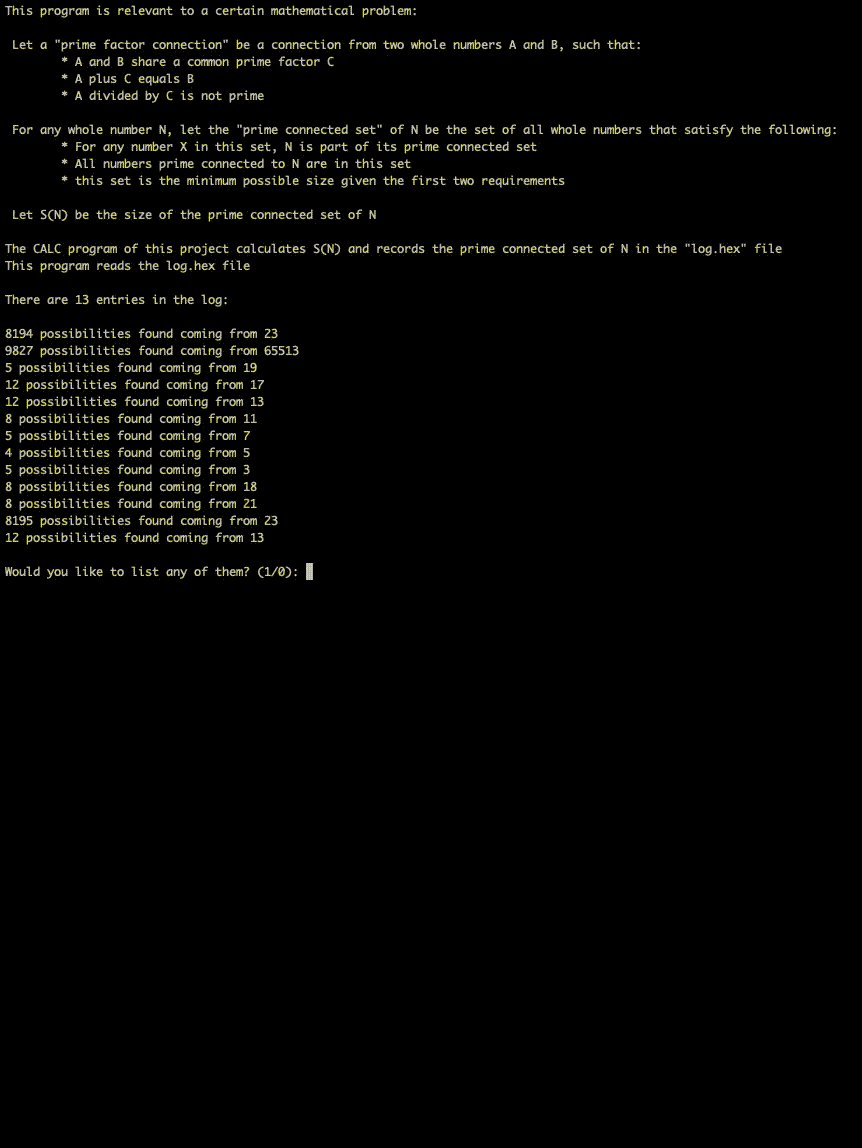 This program is relevant to a certain mathematical problem:
Let a "prime factor connection" be a connection from two whole numbers A and B, such that:
* A and B share a common prime factor C
* A plus C equals B
* A divided by C is not prime
For any whole number N, let the "prime connected set" of N be the set of all whole numbers that satisfy the following:
* For any number X in this set, N is part of its prime connected set
* All numbers prime connected to N are in this set
* this set is the minimum possible size given the first two requirements
Let S(N) be the size of the prime connected set of N
The CALC program of this project calculates S(N) and records the prime connected set of N in the "log.hex" file
This program reads the log.hex file
There are 13 entries in the log:
8194 possibilities found coming from 23
9827 possibilities found coming from 65513
5 possibilities found coming from 19
12 possibilities found coming from 17
12 possibilities found coming from 13
8 possibilities found coming from 11
5 possibilities found coming from 7
4 possibilities found coming from 5
5 possibilities found coming from 3
8 possibilities found coming from 18
8 possibilities found coming from 21
8195 possibilities found coming from 23
12 possibilities found coming from 13
Would you like to list any of them? (1/0):